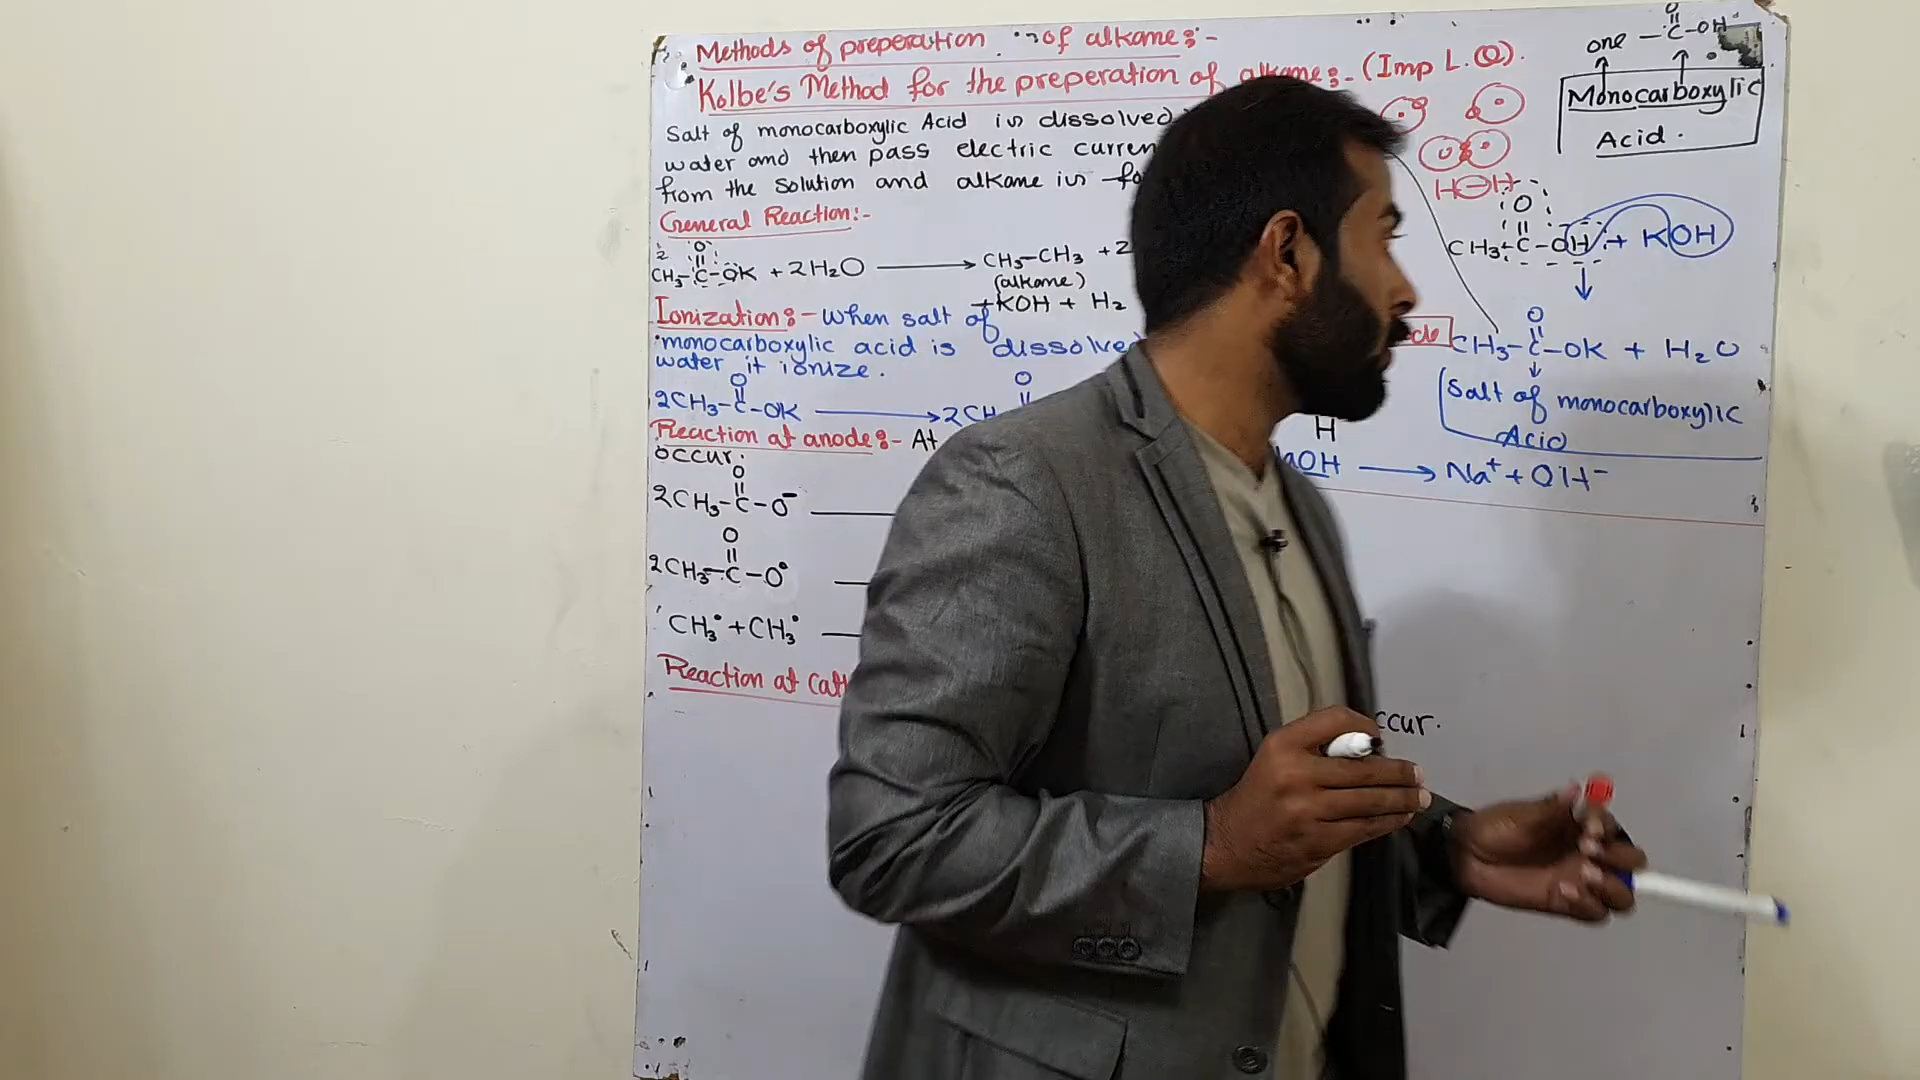 Methods of preperation of alkane:-
Kolbe's Method for the preperation of alkane:- (Imp L.Q).
Salt of monocarboxylic Acid is dissolved
water and then pass electric curren
from the solution and alkane is fo
General Reaction:-
O
2 CH3-C-OK + 2H2O → CH3-CH3 + 2
(alkane)
+KOH + H2
Ionization:- When salt of
monocarboxylic acid is dissolve
water it ionize.
O O
2CH3-C-OK → 2CH
Reaction at anode:- At
occur.
O
2CH3-C-O⁻
O
2CH3-C-O•
CH3• + CH3•
Reaction at Cat
ccur.
O
one -C-OH
Monocarboxylic
Acid.
H-H
O
CH3-C-OH + KOH
↓
O
CH3-C-OK + H2O
Salt of monocarboxylic
Acid
H
aOH → Na⁺ + OH⁻